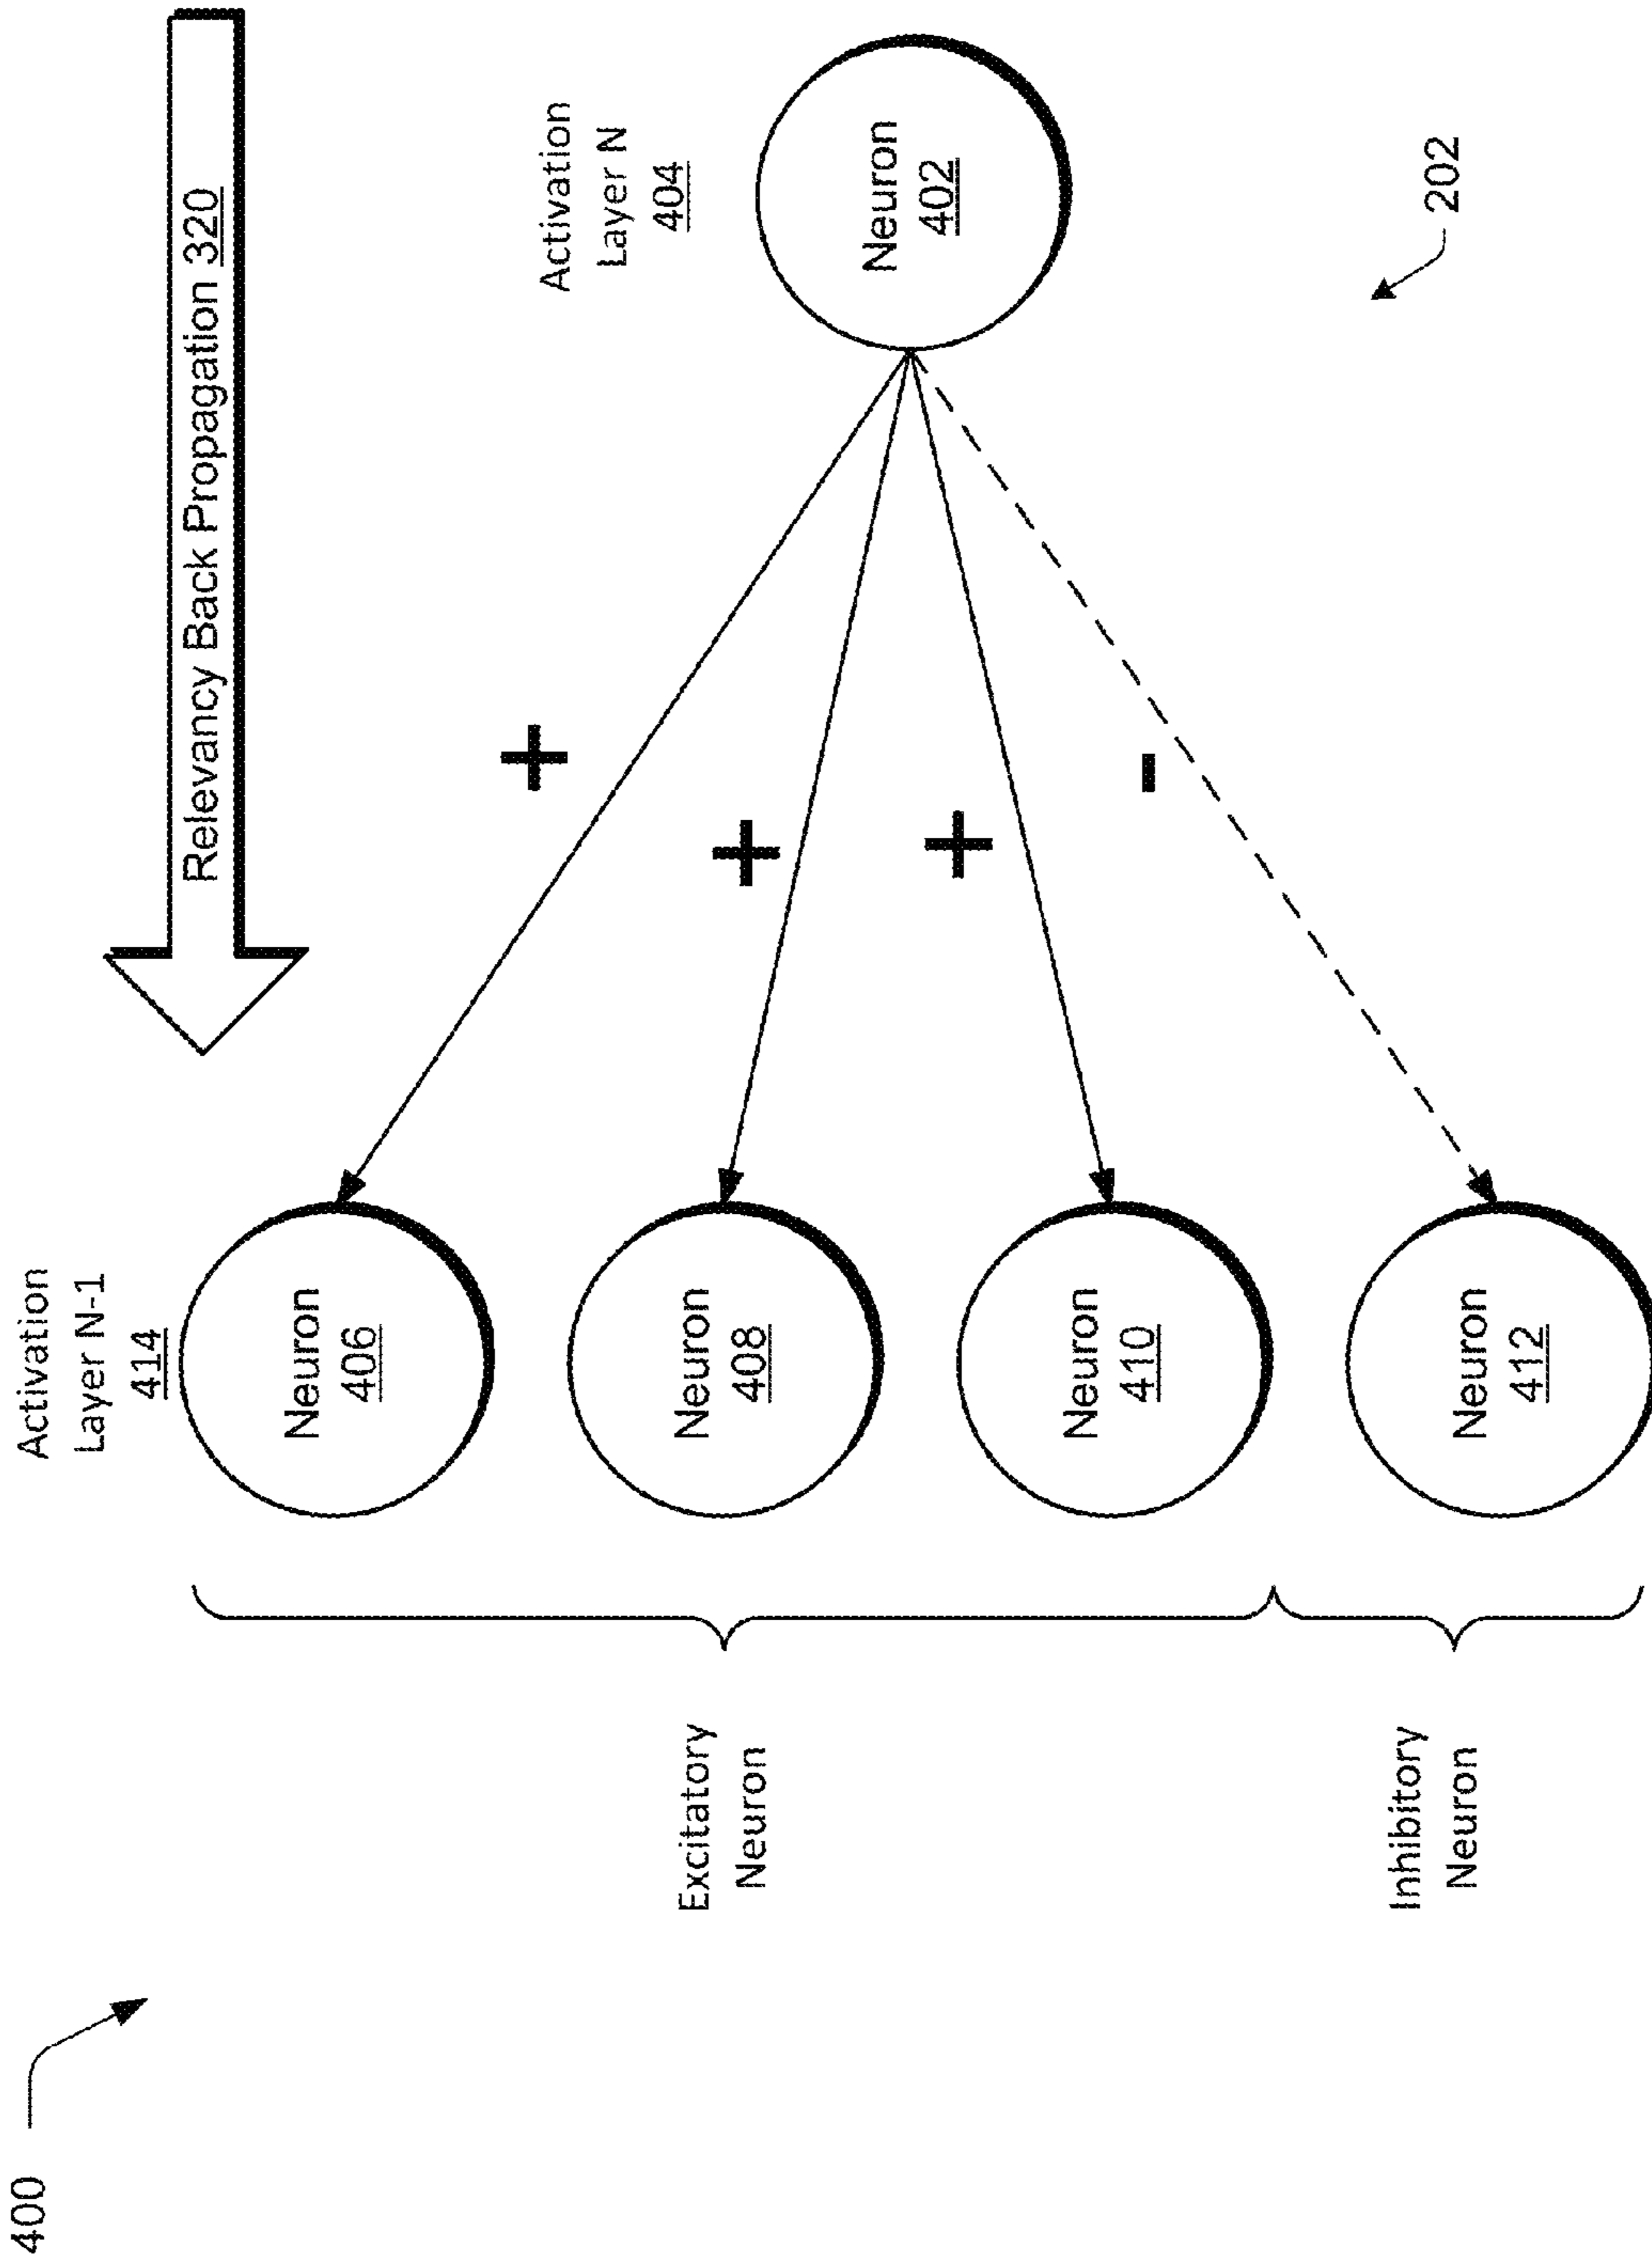 400
Relevancy Back Propagation 320
Activation
Layer N-1
414
Activation
Layer N
404
Neuron
406
Neuron
408
Neuron
410
Neuron
412
Neuron
402
+
+
+
-
Excitatory
Neuron
Inhibitory
Neuron
202